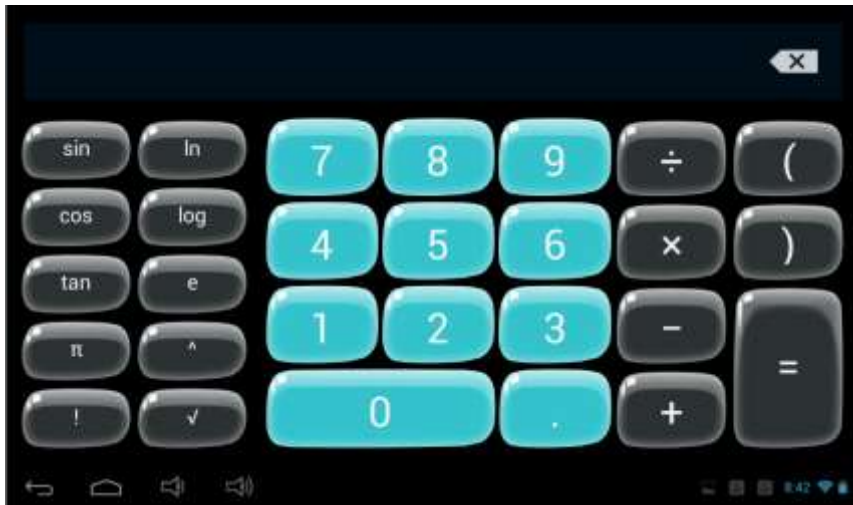 sin ln 7 8 9 ÷ (
cos log 4 5 6 × )
tan e 1 2 3 −
π ^ =
! √ 0 . +
8:42